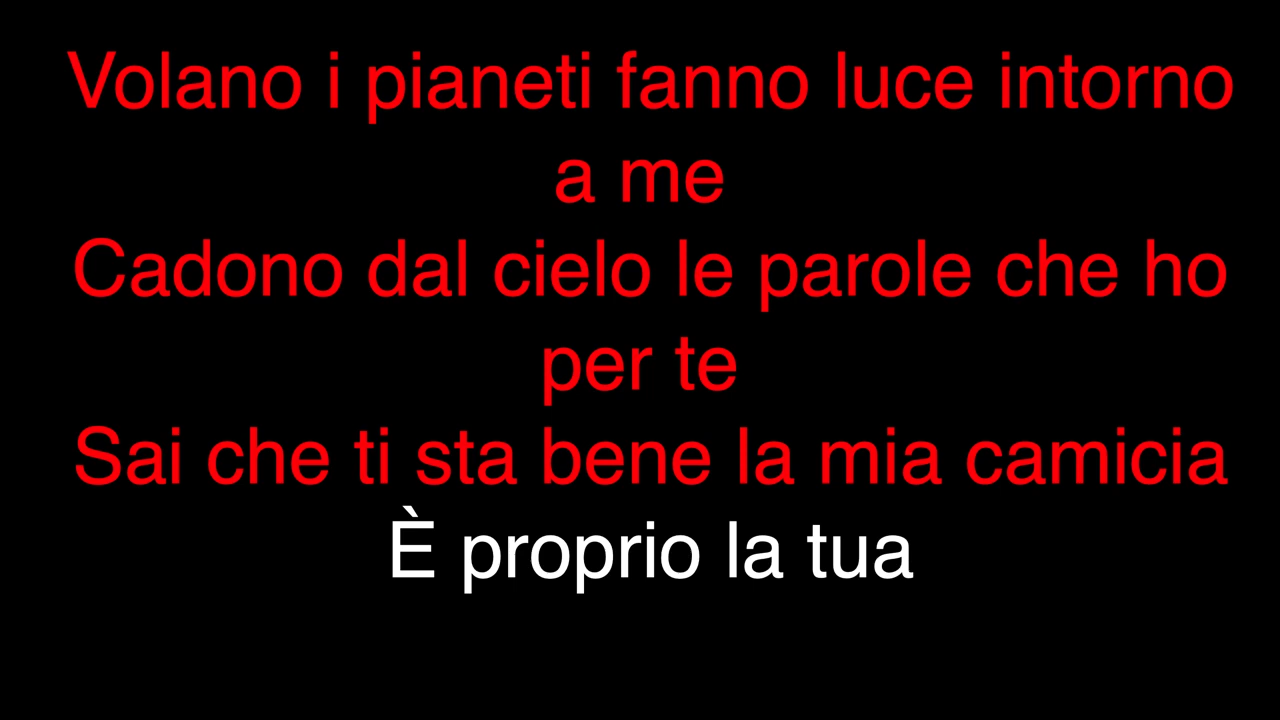 Volano i pianeti fanno luce intorno
a me
Cadono dal cielo le parole che ho
per te
Sai che ti sta bene la mia camicia
È proprio la tua